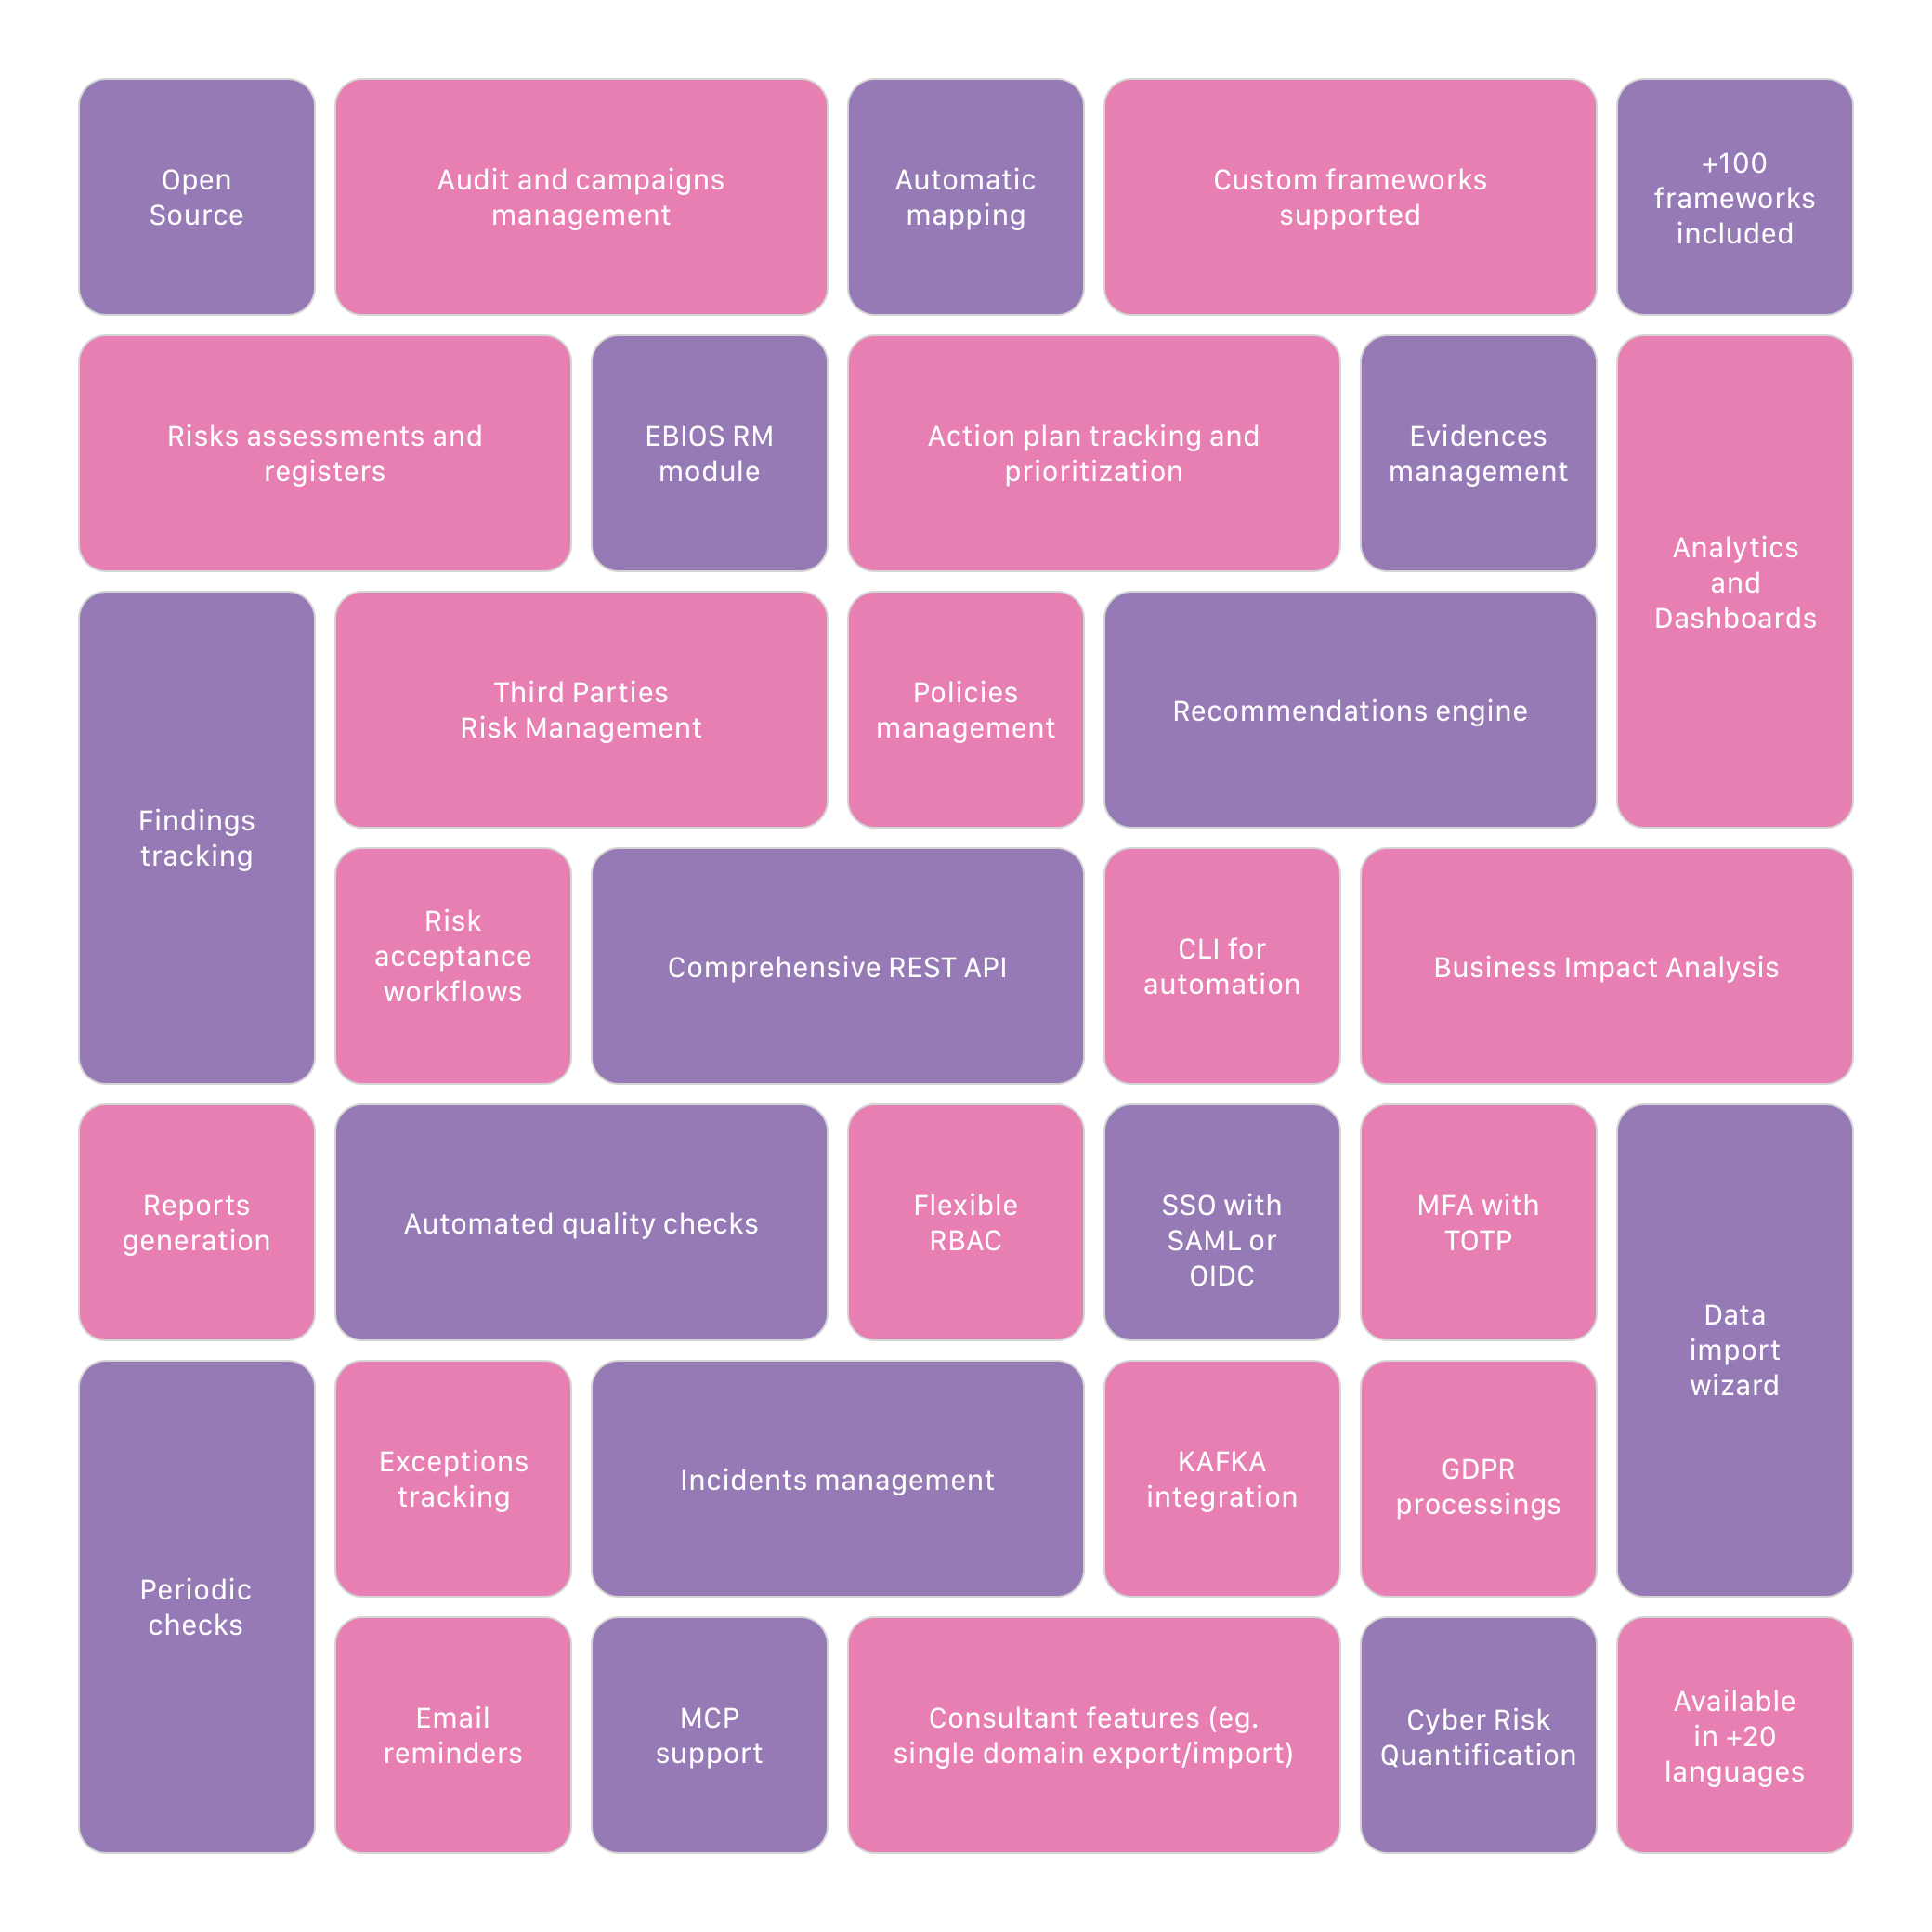 Open
Source
Audit and campaigns
management
Automatic
mapping
Custom frameworks
supported
+100
frameworks
included
Risks assessments and
registers
EBIOS RM
module
Action plan tracking and
prioritization
Evidences
management
Analytics
and
Dashboards
Findings
tracking
Third Parties
Risk Management
Policies
management
Recommendations engine
Risk
acceptance
workflows
Comprehensive REST API
CLI for
automation
Business Impact Analysis
Reports
generation
Automated quality checks
Flexible
RBAC
SSO with
SAML or
OIDC
MFA with
TOTP
Data
import
wizard
Periodic
checks
Exceptions
tracking
Incidents management
KAFKA
integration
GDPR
processings
Email
reminders
MCP
support
Consultant features (eg.
single domain export/import)
Cyber Risk
Quantification
Available
in +20
languages